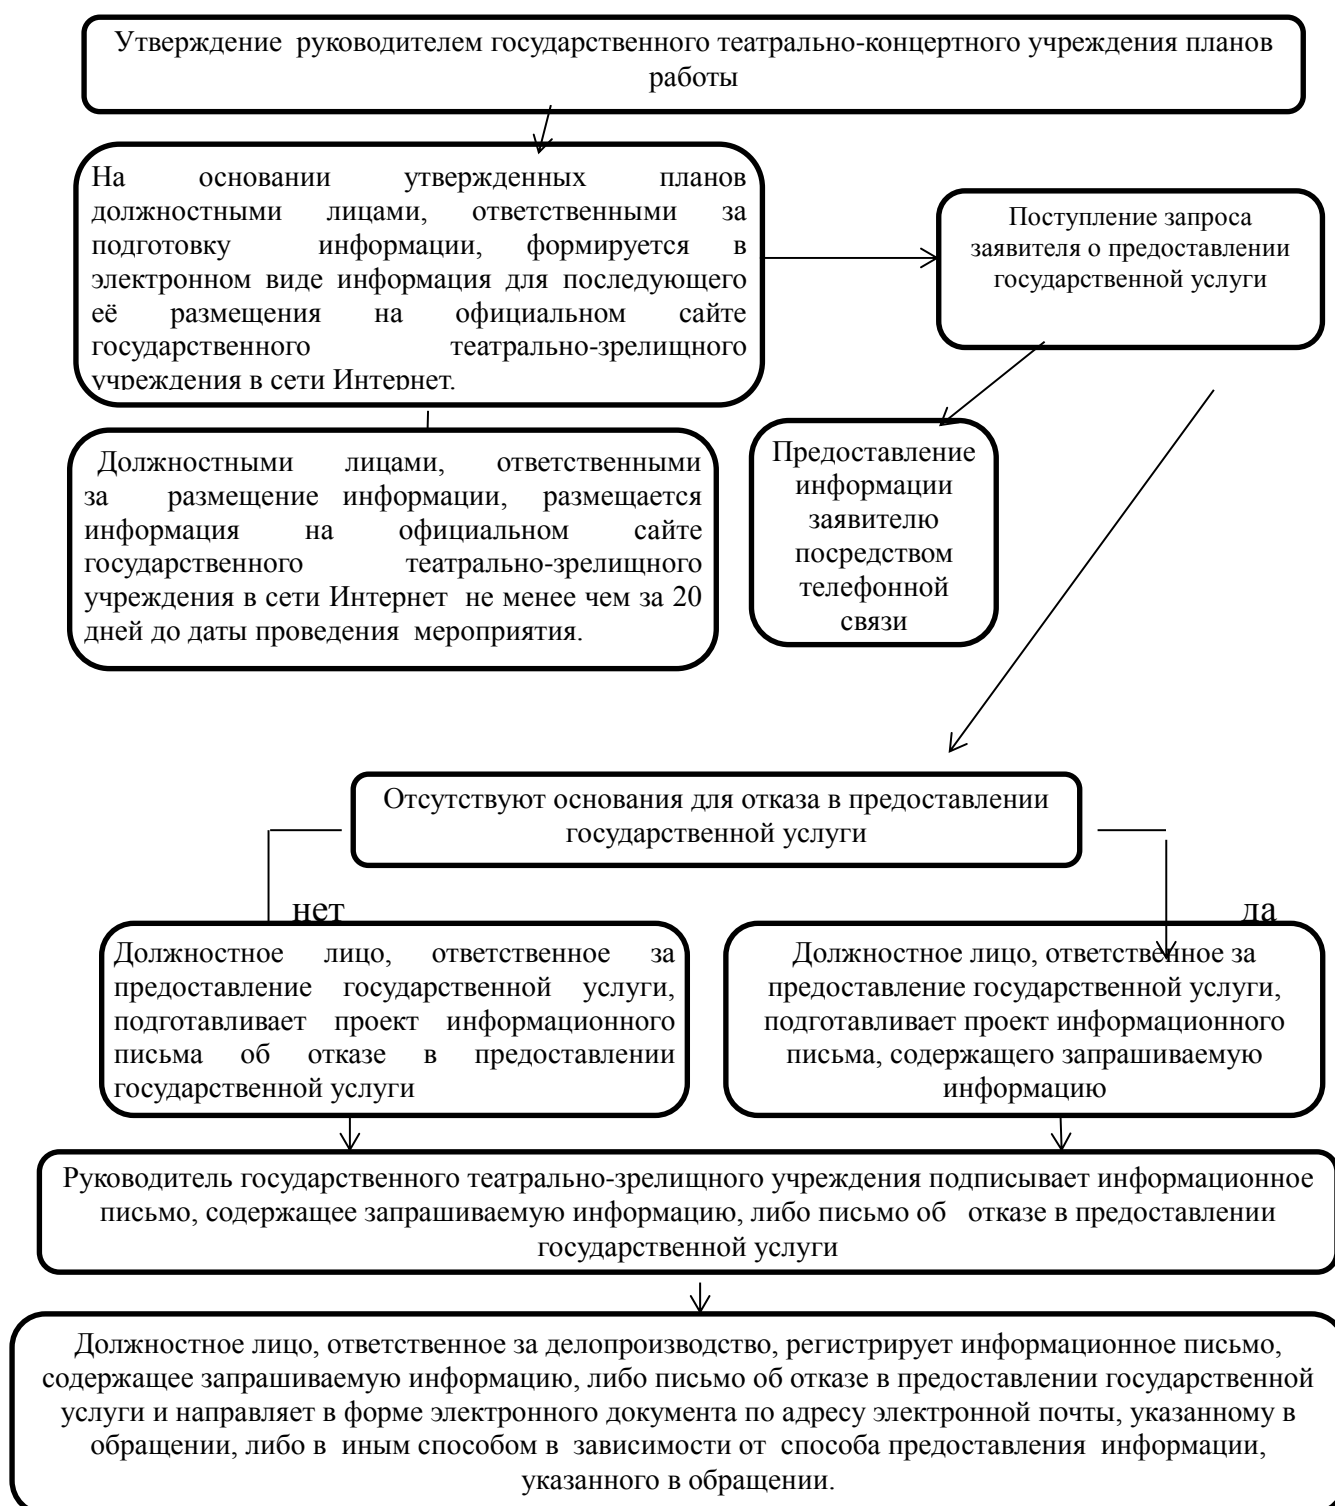 Утверждение руководителем государственного театрально-концертного учреждения планов
работы
На основании утвержденных планов
должностными лицами, ответственными за
подготовку информации, формируется в
электронном виде информация для последующего
её размещения на официальном сайте
государственного театрально-зрелищного
учреждения в сети Интернет.
Поступление запроса
заявителя о предоставлении
государственной услуги
Должностными лицами, ответственными
за размещение информации, размещается
информация на официальном сайте
государственного театрально-зрелищного
учреждения в сети Интернет не менее чем за 20
дней до даты проведения мероприятия.
Предоставление
информации
заявителю
посредством
телефонной
связи
Отсутствуют основания для отказа в предоставлении
государственной услуги
нет
да
Должностное лицо, ответственное за
предоставление государственной услуги,
подготавливает проект информационного
письма об отказе в предоставлении
государственной услуги
Должностное лицо, ответственное за
предоставление государственной услуги,
подготавливает проект информационного
письма, содержащего запрашиваемую
информацию
Руководитель государственного театрально-зрелищного учреждения подписывает информационное
письмо, содержащее запрашиваемую информацию, либо письмо об отказе в предоставлении
государственной услуги
Должностное лицо, ответственное за делопроизводство, регистрирует информационное письмо,
содержащее запрашиваемую информацию, либо письмо об отказе в предоставлении государственной
услуги и направляет в форме электронного документа по адресу электронной почты, указанному в
обращении, либо в иным способом в зависимости от способа предоставления информации,
указанного в обращении.